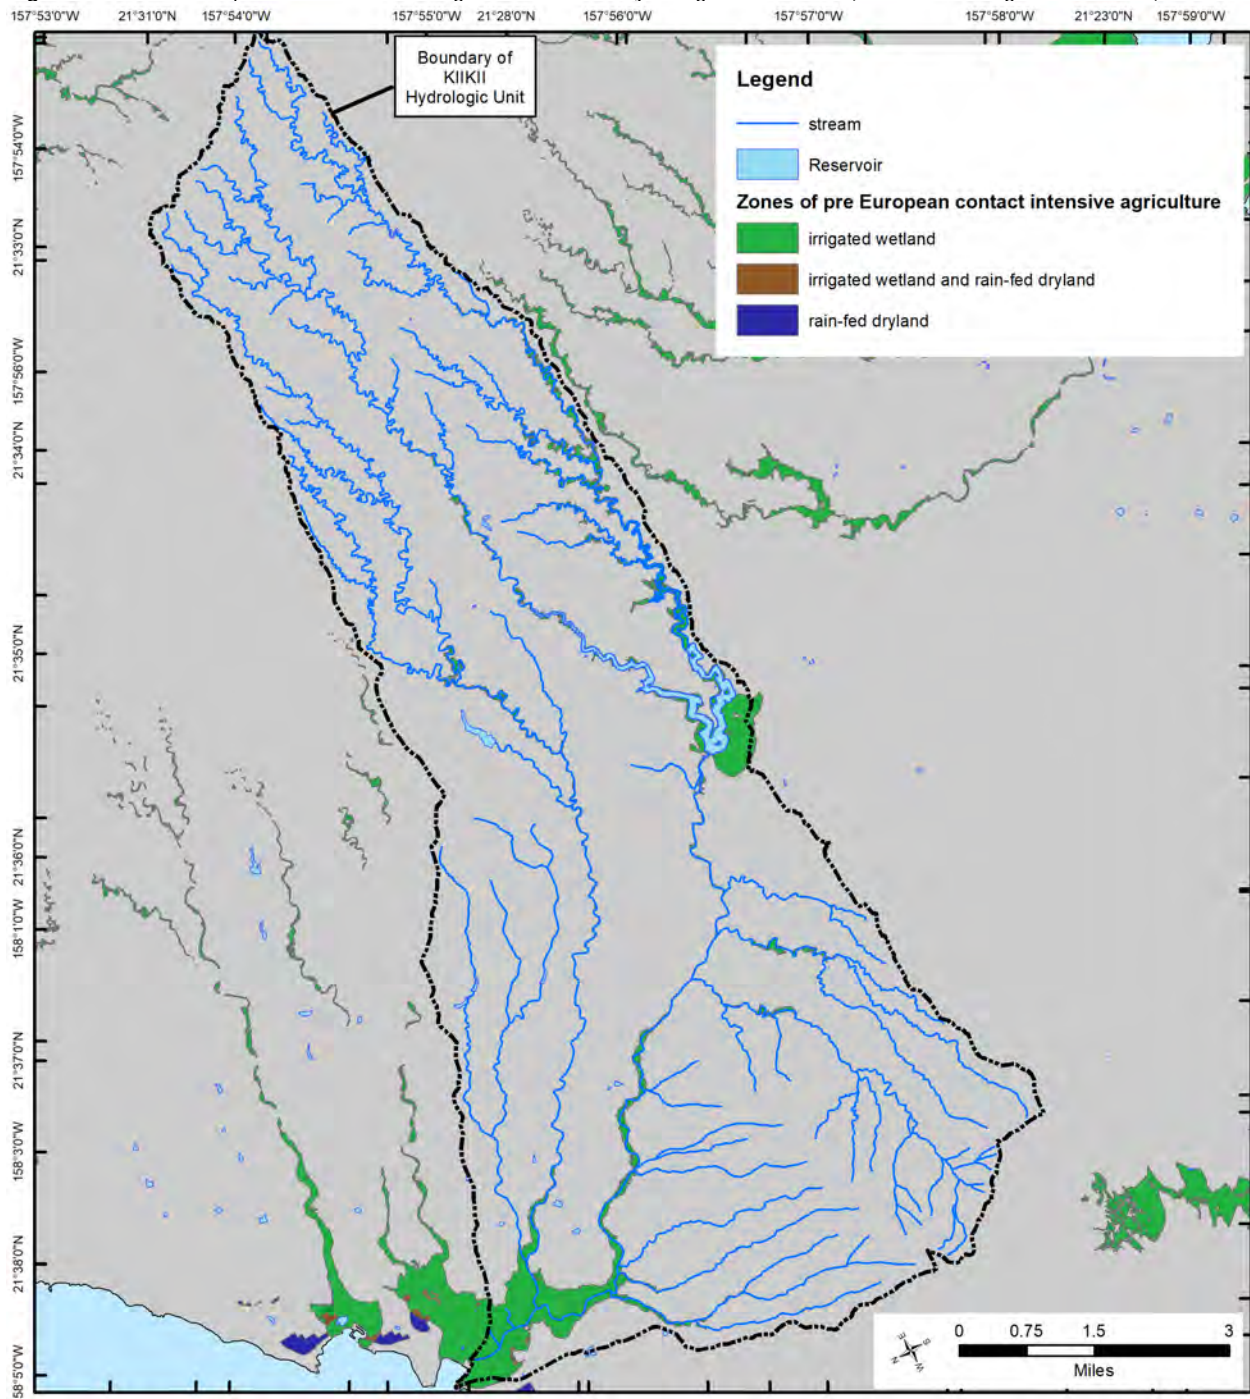 157°53'0"W 21°31'0"N 157°54'0"W 157°55'0"W 21°28'0"N 157°56'0"W 157°57'0"W 157°58'0"W 21°23'0"N 157°59'0"W
Boundary of
KIIKII
Hydrologic Unit
Legend
stream
Reservoir
Zones of pre European contact intensive agriculture
irrigated wetland
irrigated wetland and rain-fed dryland
rain-fed dryland
157°54'0"W
21°33'0"N
157°56'0"W
21°34'0"N
21°35'0"N
21°36'0"N
158°1'0"W
21°37'0"N
158°3'0"W
21°38'0"N
58°5'0"W
N
E
S
W
0 0.75 1.5 3
Miles